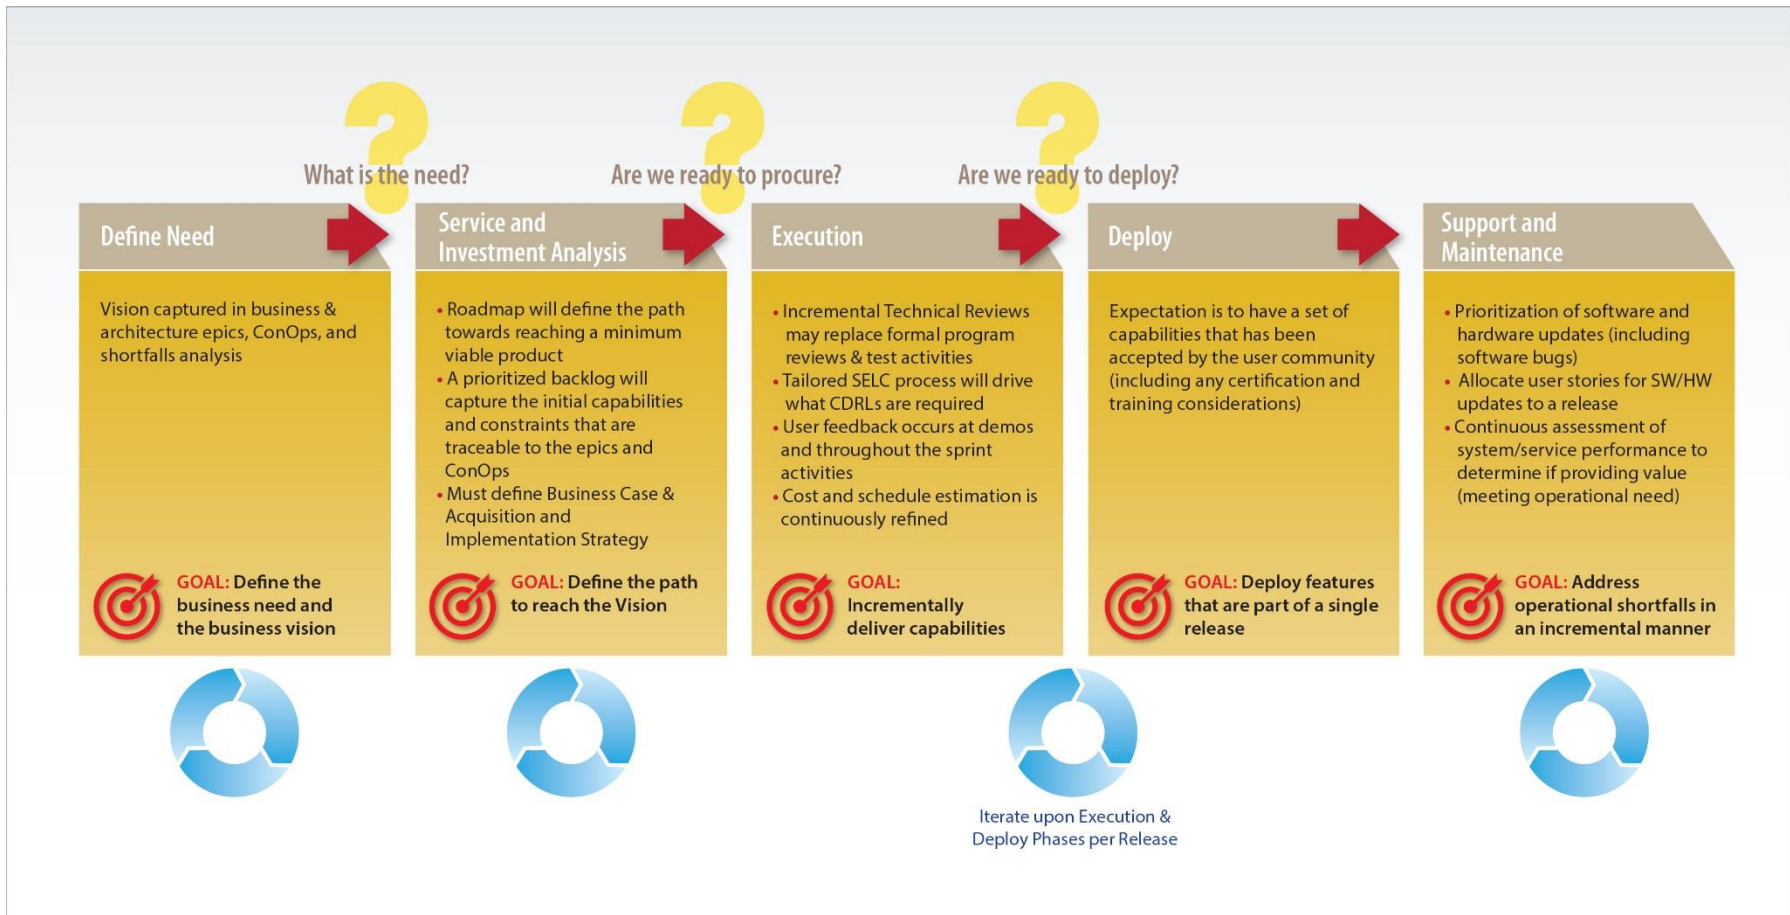 What is the need?
Are we ready to procure?
Are we ready to deploy?
Define Need
Vision captured in business &
architecture epics, ConOps, and
shortfalls analysis
GOAL: Define the
business need and
the business vision
Service and
Investment Analysis
• Roadmap will define the path
towards reaching a minimum
viable product
• A prioritized backlog will
capture the initial capabilities
and constraints that are
traceable to the epics and
ConOps
• Must define Business Case &
Acquisition and
Implementation Strategy
GOAL: Define the path
to reach the Vision
Execution
• Incremental Technical Reviews
may replace formal program
reviews & test activities
• Tailored SELC process will drive
what CDRLs are required
• User feedback occurs at demos
and throughout the sprint
activities
• Cost and schedule estimation is
continuously refined
GOAL:
Incrementally
deliver capabilities
Deploy
Expectation is to have a set of
capabilities that has been
accepted by the user community
(including any certification and
training considerations)
GOAL: Deploy features
that are part of a single
release
Support and
Maintenance
• Prioritization of software and
hardware updates (including
software bugs)
• Allocate user stories for SW/HW
updates to a release
• Continuous assessment of
system/service performance to
determine if providing value
(meeting operational need)
GOAL: Address
operational shortfalls in
an incremental manner
Iterate upon Execution &
Deploy Phases per Release